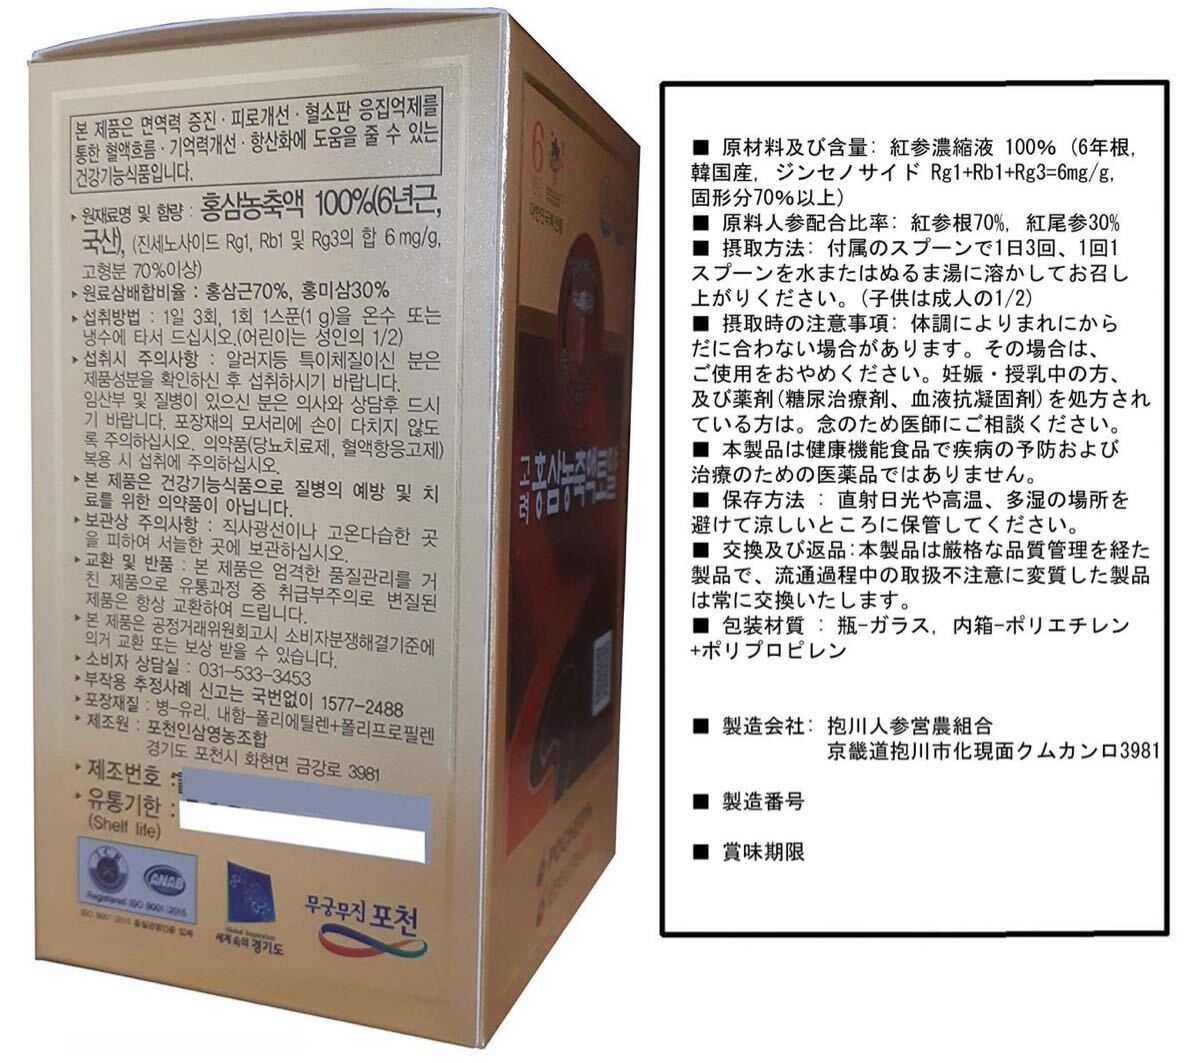 본 제품은 면역력 증진·피로개선·혈소판 응집억제를
통한 혈액흐름·기억력개선·항산화에 도움을 줄 수 있는
건강기능식품입니다.
▸ 원재료명 및 함량 : 홍삼농축액 100%(6년근,
국산), (진세노사이드 Rg1, Rb1 및 Rg3의 합 6mg/g,
고형분 70%이상)
▸ 원료삼배합비율 : 홍삼근70%, 홍미삼30%
▸ 섭취방법 : 1일 3회, 1회 1스푼(1g)을 온수 또는
냉수에 타서 드십시오.(어린이는 성인의 1/2)
▸ 섭취시 주의사항 : 알러지등 특이체질이신 분은
제품성분을 확인하신 후 섭취하시기 바랍니다.
임산부 및 질병이 있으신 분은 의사와 상담후 드시
기 바랍니다. 포장재의 모서리에 손이 다치지 않도
록 주의하십시오. 의약품(당뇨치료제, 혈액항응고제)
복용 시 섭취에 주의하십시오.
▸ 본 제품은 건강기능식품으로 질병의 예방 및 치
료를 위한 의약품이 아닙니다.
▸ 보관상 주의사항 : 직사광선이나 고온다습한 곳
을 피하여 서늘한 곳에 보관하십시오.
▸ 교환 및 반품 : 본 제품은 엄격한 품질관리를 거
친 제품으로 유통과정 중 취급부주의로 변질된
제품은 항상 교환하여 드립니다.
▸ 본 제품은 공정거래위원회고시 소비자분쟁해결기준에
의거 교환 또는 보상 받을 수 있습니다.
▸ 소비자 상담실 : 031-533-3453
▸ 부작용 추정사례 신고는 국번없이 1577-2488
▸ 포장재질 : 병-유리, 내함-폴리에틸렌+폴리프로필렌
▸ 제조원 : 포천인삼영농조합
경기도 포천시 화현면 금강로 3981
▸ 제조번호 :
▸ 유통기한 :
(Shelf life)
ICR
ANAB
Registered ISO 9001:2015
ISO 9001:2015 품질경영인증 업체
Global Inspiration
세계속의 경기도
무궁무진 포천
6
고려
홍삼농축액로얄
POCHEON
■ 原材料及び含量: 紅参濃縮液 100% (6年根,
韓国産, ジンセノサイド Rg1+Rb1+Rg3=6mg/g,
固形分70%以上)
■ 原料人参配合比率: 紅参根70%, 紅尾参30%
■ 摂取方法: 付属のスプーンで1日3回、1回1
スプーンを水またはぬるま湯に溶かしてお召し
上がりください。(子供は成人の1/2)
■ 摂取時の注意事項: 体調によりまれにから
だに合わない場合があります。その場合は、
ご使用をおやめください。妊娠・授乳中の方、
及び薬剤(糖尿治療剤、血液抗凝固剤)を処方され
ている方は。念のため医師にご相談ください。
■ 本製品は健康機能食品で疾病の予防および
治療のための医薬品ではありません。
■ 保存方法 : 直射日光や高温、多湿の場所を
避けて涼しいところに保管してください。
■ 交換及び返品:本製品は厳格な品質管理を経た
製品で、流通過程中の取扱不注意に変質した製品
は常に交換いたします。
■ 包装材質 : 瓶-ガラス, 内箱-ポリエチレン
+ポリプロピレン
■ 製造会社: 抱川人参営農組合
京畿道抱川市化現面クムカンロ3981
■ 製造番号
■ 賞味期限